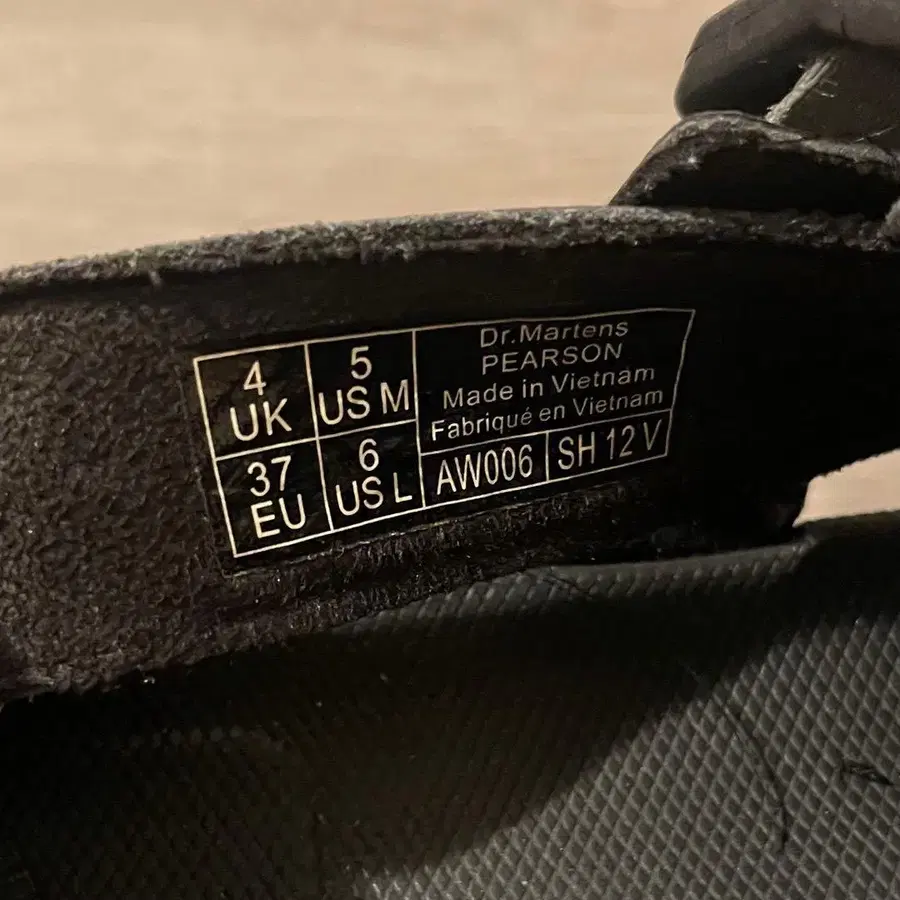 4
UK
5
US M
37
EU
6
US L
Dr.Martens
PEARSON
Made in Vietnam
Fabriqué en Vietnam
AW006
SH 12 V